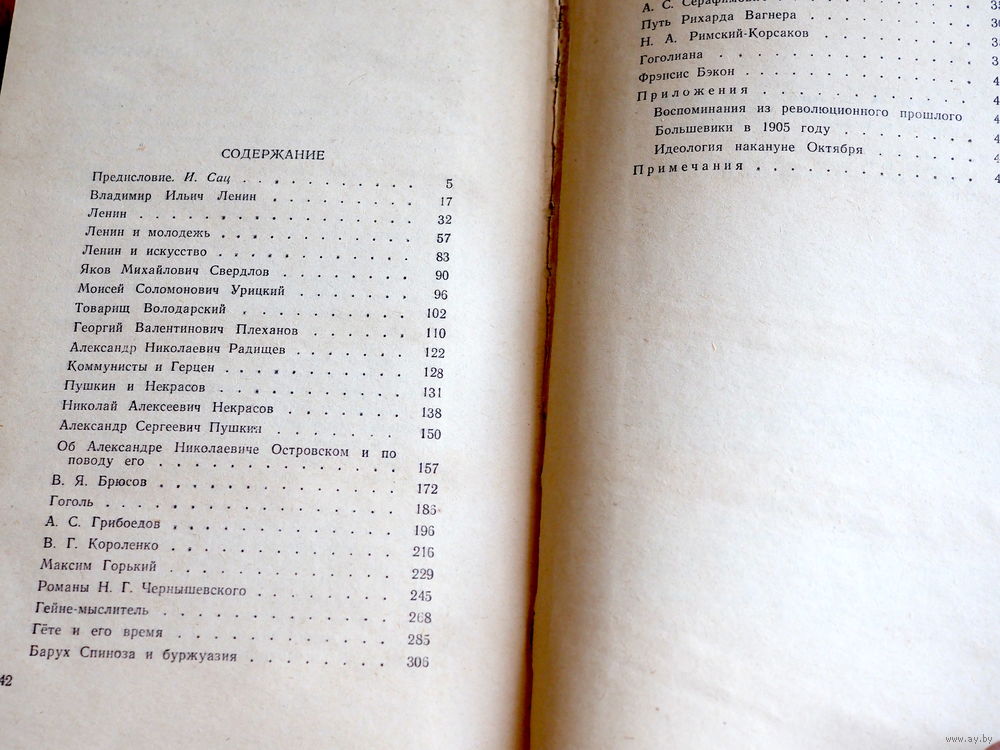 СОДЕРЖАНИЕ
Предисловие. И. Сац . . . . . . . . . . 5
Владимир Ильич Ленин . . . . . . . . . 17
Ленин . . . . . . . . . . . . . . . 32
Ленин и молодежь . . . . . . . . . . . 57
Ленин и искусство . . . . . . . . . . . 83
Яков Михайлович Свердлов . . . . . . . . 90
Моисей Соломонович Урицкий . . . . . . . 96
Товарищ Володарский . . . . . . . . . . 102
Георгий Валентинович Плеханов . . . . . . 110
Александр Николаевич Радищев . . . . . . 122
Коммунисты и Герцен . . . . . . . . . . 128
Пушкин и Некрасов . . . . . . . . . . 131
Николай Алексеевич Некрасов . . . . . . . 138
Александр Сергеевич Пушкин . . . . . . . 150
Об Александре Николаевиче Островском и по
поводу его . . . . . . . . . . . . . 157
В. Я. Брюсов . . . . . . . . . . . . . 172
Гоголь . . . . . . . . . . . . . . . 186
А. С. Грибоедов . . . . . . . . . . . . 196
В. Г. Короленко . . . . . . . . . . . . 216
Максим Горький . . . . . . . . . . . . 229
Романы Н. Г. Чернышевского . . . . . . . . 245
Гейне-мыслитель . . . . . . . . . . . . 268
Гёте и его время . . . . . . . . . . . 285
Барух Спиноза и буржуазия . . . . . . . . 306
42
А. С. Серафимович
Путь Рихарда Вагнера . . . . . . . . . .
Н. А. Римский-Корсаков . . . . . . . . .
Гоголиана . . . . . . . . . . . . . .
Фрэнсис Бэкон . . . . . . . . . . . . .
Приложения . . . . . . . . . . . .
Воспоминания из революционного прошлого
Большевики в 1905 году . . . . . . . .
Идеология накануне Октября . . . . . .
Примечания . . . . . . . . . . . .
www.ay.by